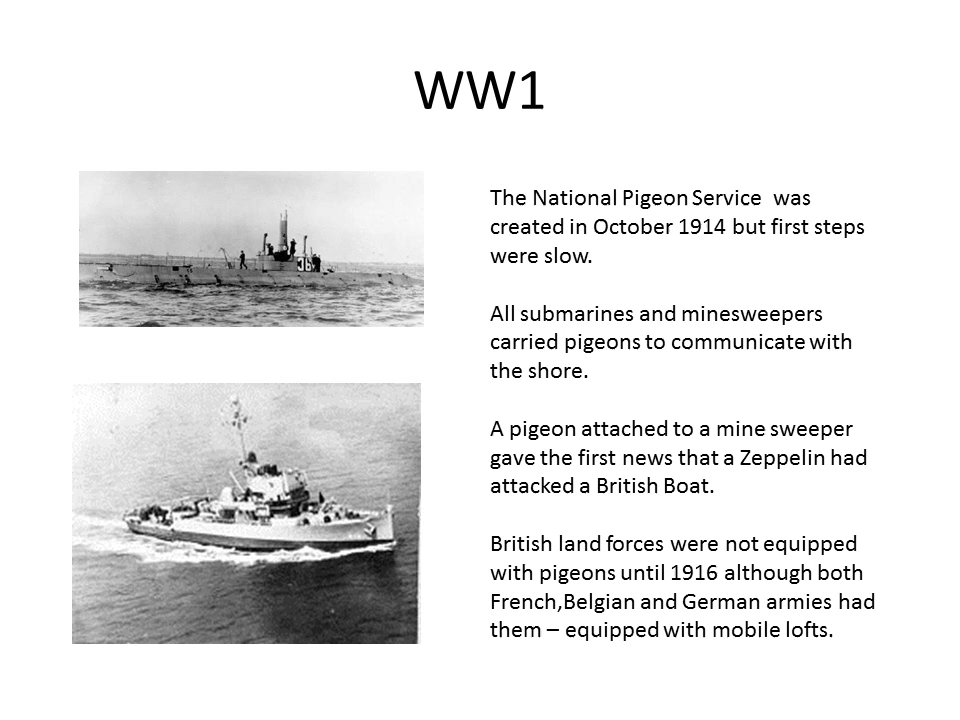 WW1
36
The National Pigeon Service  was
created in October 1914 but first steps
were slow.
All submarines and minesweepers
carried pigeons to communicate with
the shore.
A pigeon attached to a mine sweeper
gave the first news that a Zeppelin had
attacked a British Boat.
British land forces were not equipped
with pigeons until 1916 although both
French,Belgian and German armies had
them – equipped with mobile lofts.